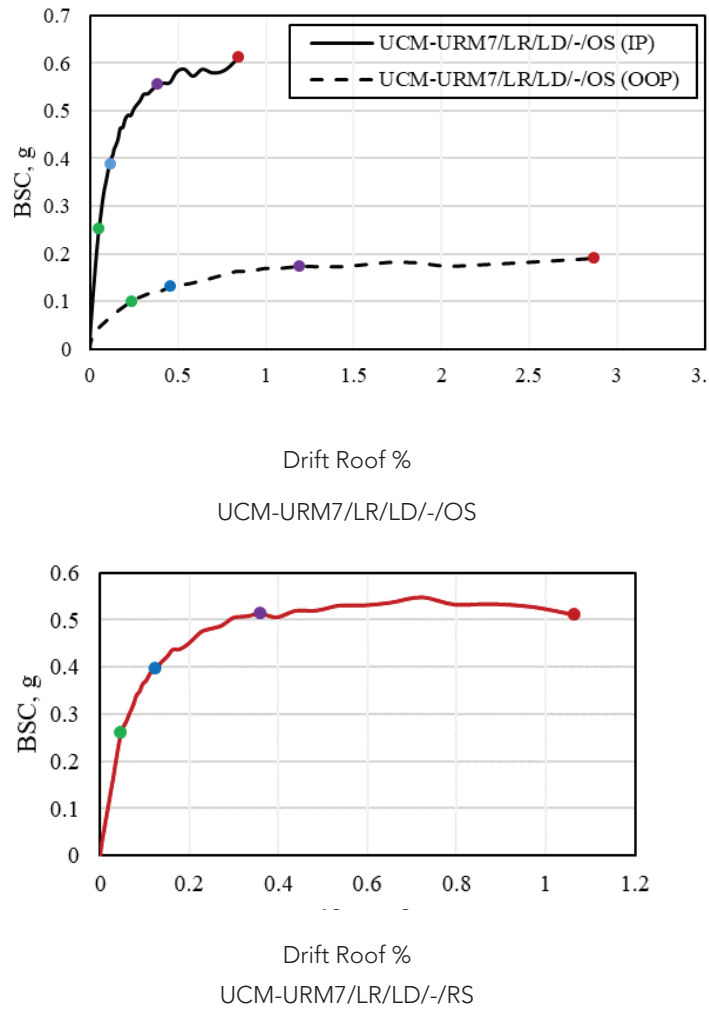 0.7
0.6
0.5
0.4
0.3
0.2
0.1
0
BSC, g
UCM-URM7/LR/LD/-/OS (IP)
UCM-URM7/LR/LD/-/OS (OOP)
0 0.5 1 1.5 2 2.5 3 3.
Drift Roof %
UCM-URM7/LR/LD/-/OS
0.6
0.5
0.4
0.3
0.2
0.1
0
BSC, g
0 0.2 0.4 0.6 0.8 1 1.2
Drift Roof %
UCM-URM7/LR/LD/-/RS